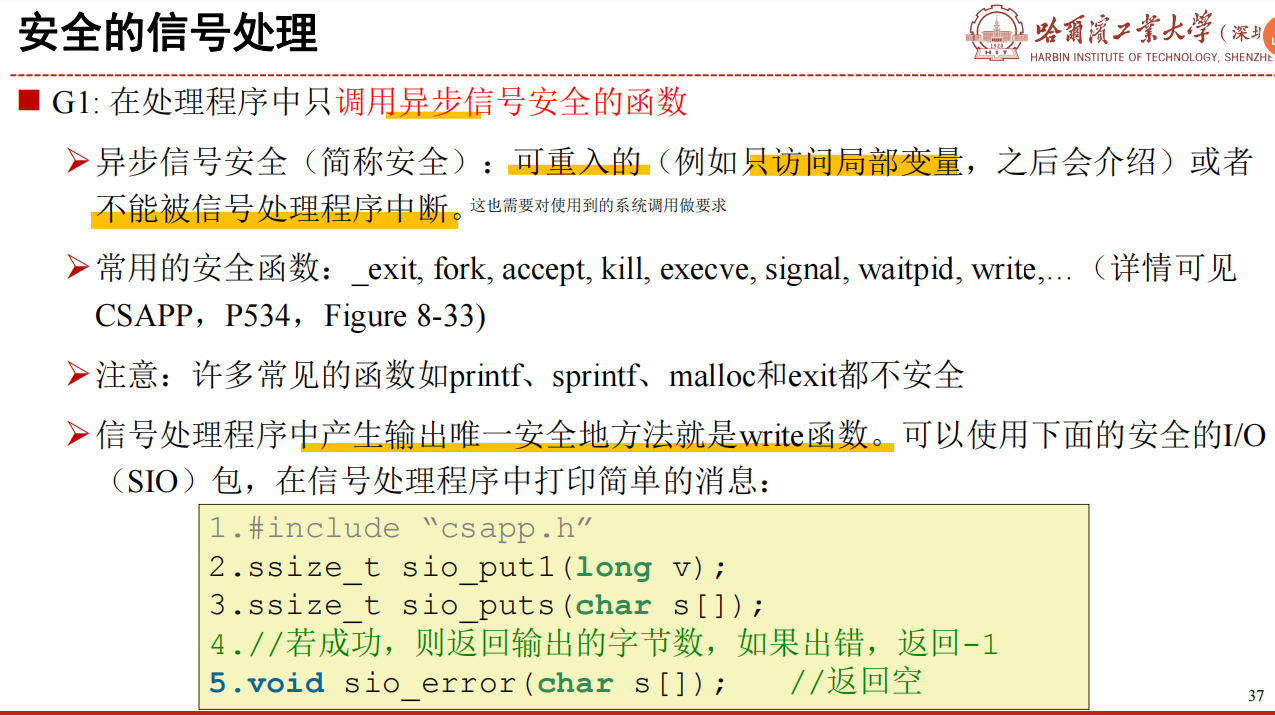 安全的信号处理
哈爾濱工業大學（深圳
HARBIN INSTITUTE OF TECHNOLOGY, SHENZHE
HIT
1920
G1: 在处理程序中只调用异步信号安全的函数
异步信号安全（简称安全）：可重入的（例如只访问局部变量，之后会介绍）或者
不能被信号处理程序中断。这也需要对使用到的系统调用做要求
常用的安全函数：_exit, fork, accept, kill, execve, signal, waitpid, write,…（详情可见
CSAPP，P534，Figure 8-33)
注意：许多常见的函数如printf、sprintf、malloc和exit都不安全
信号处理程序中产生输出唯一安全地方法就是write函数。可以使用下面的安全的I/O
（SIO）包，在信号处理程序中打印简单的消息：
1.#include “csapp.h”
2.ssize_t sio_put1(long v);
3.ssize_t sio_puts(char s[]);
4.//若成功，则返回输出的字节数，如果出错，返回-1
5.void sio_error(char s[]); //返回空
37